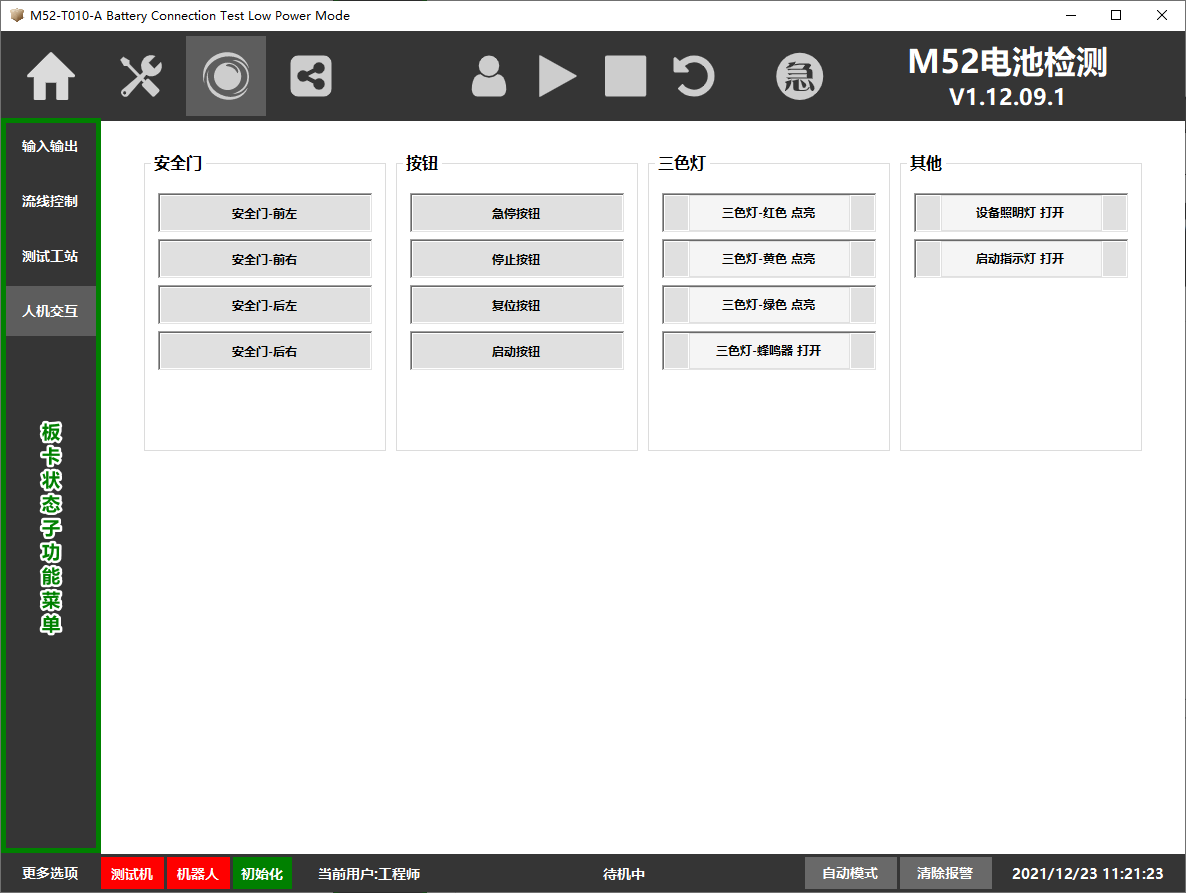 M52-T010-A Battery Connection Test Low Power Mode
急
M52电池检测
V1.12.09.1
输入输出
流线控制
测试工站
人机交互
板卡状态子功能菜单
安全门
安全门-前左
安全门-前右
安全门-后左
安全门-后右
按钮
急停按钮
停止按钮
复位按钮
启动按钮
三色灯
三色灯-红色 点亮
三色灯-黄色 点亮
三色灯-绿色 点亮
三色灯-蜂鸣器 打开
其他
设备照明灯 打开
启动指示灯 打开
更多选项
测试机
机器人
初始化
当前用户:工程师
待机中
自动模式
清除报警
2021/12/23 11:21:23